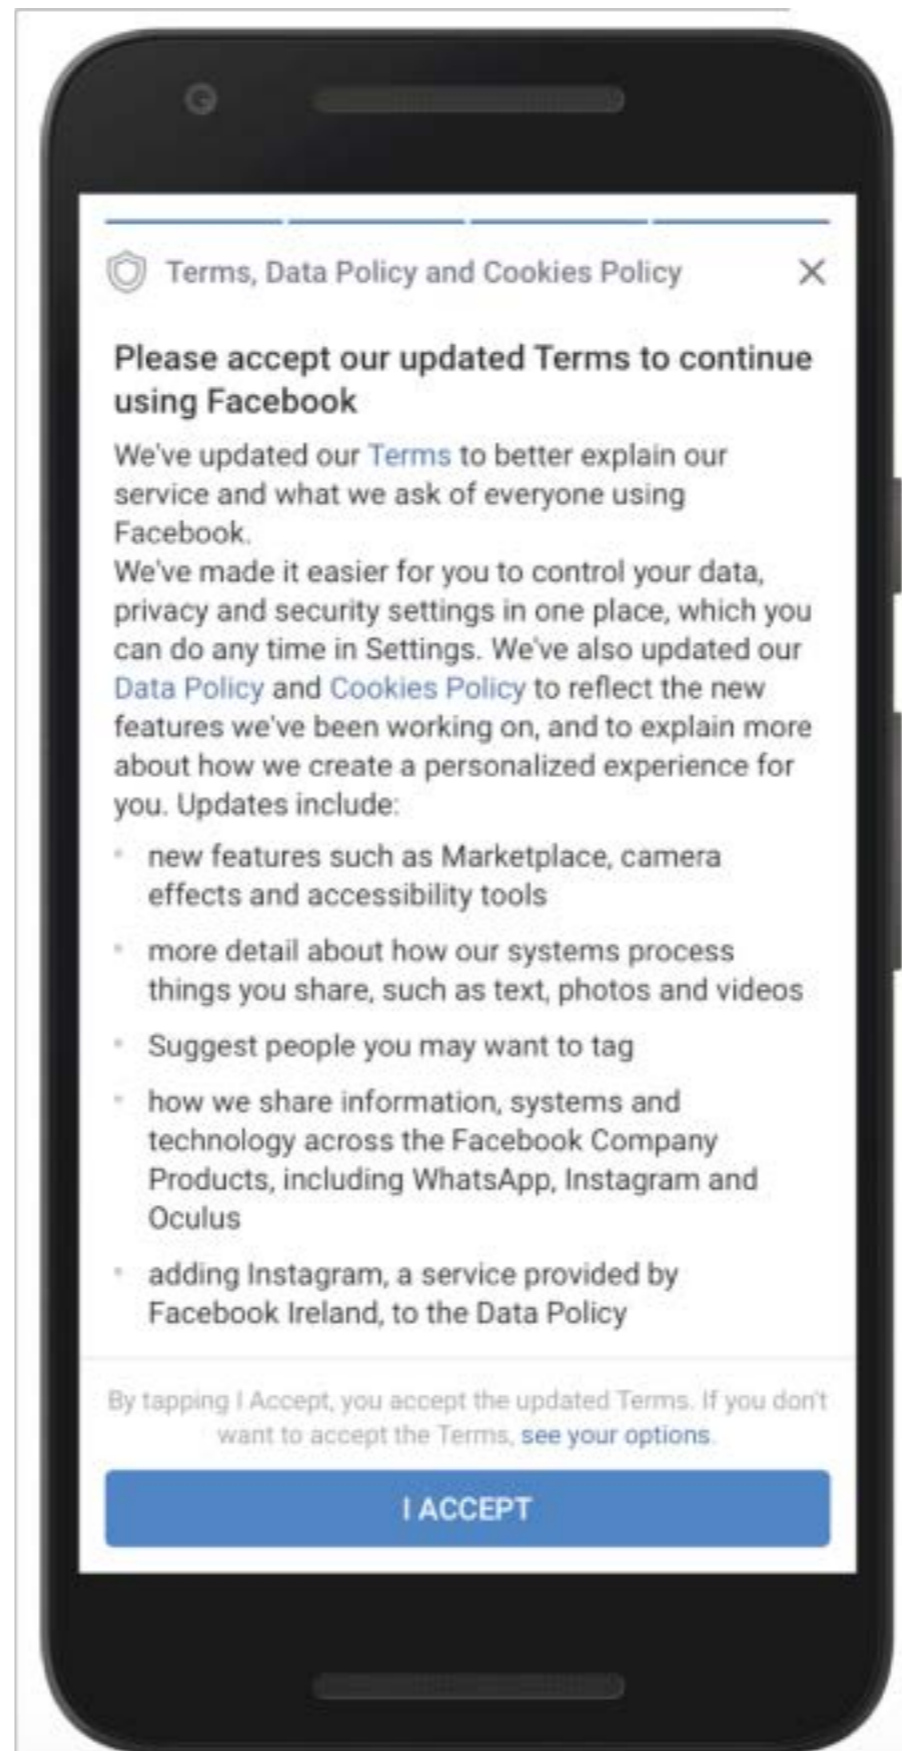 Terms, Data Policy and Cookies Policy
Please accept our updated Terms to continue
using Facebook
We've updated our Terms to better explain our
service and what we ask of everyone using
Facebook.
We've made it easier for you to control your data,
privacy and security settings in one place, which you
can do any time in Settings. We've also updated our
Data Policy and Cookies Policy to reflect the new
features we've been working on, and to explain more
about how we create a personalized experience for
you. Updates include:
new features such as Marketplace, camera
effects and accessibility tools
more detail about how our systems process
things you share, such as text, photos and videos
Suggest people you may want to tag
how we share information, systems and
technology across the Facebook Company
Products, including WhatsApp, Instagram and
Oculus
adding Instagram, a service provided by
Facebook Ireland, to the Data Policy
By tapping I Accept, you accept the updated Terms. If you don't
want to accept the Terms, see your options.
I ACCEPT